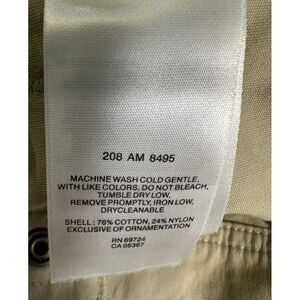 208 AM 8495
MACHINE WASH COLD GENTLE,
WITH LIKE COLORS, DO NOT BLEACH,
TUMBLE DRY LOW,
REMOVE PROMPTLY, IRON LOW,
DRYCLEANABLE
SHELL : 76% COTTON, 24% NYLON
EXCLUSIVE OF ORNAMENTATION
RN 69724
CA 05367